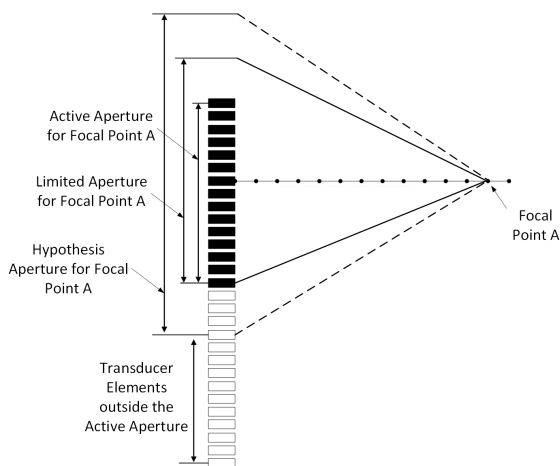 Active Aperture
for Focal Point A
Limited Aperture
for Focal Point A
Hypothesis
Aperture for Focal
Point A
Focal
Point A
Transducer
Elements
outside the
Active Aperture